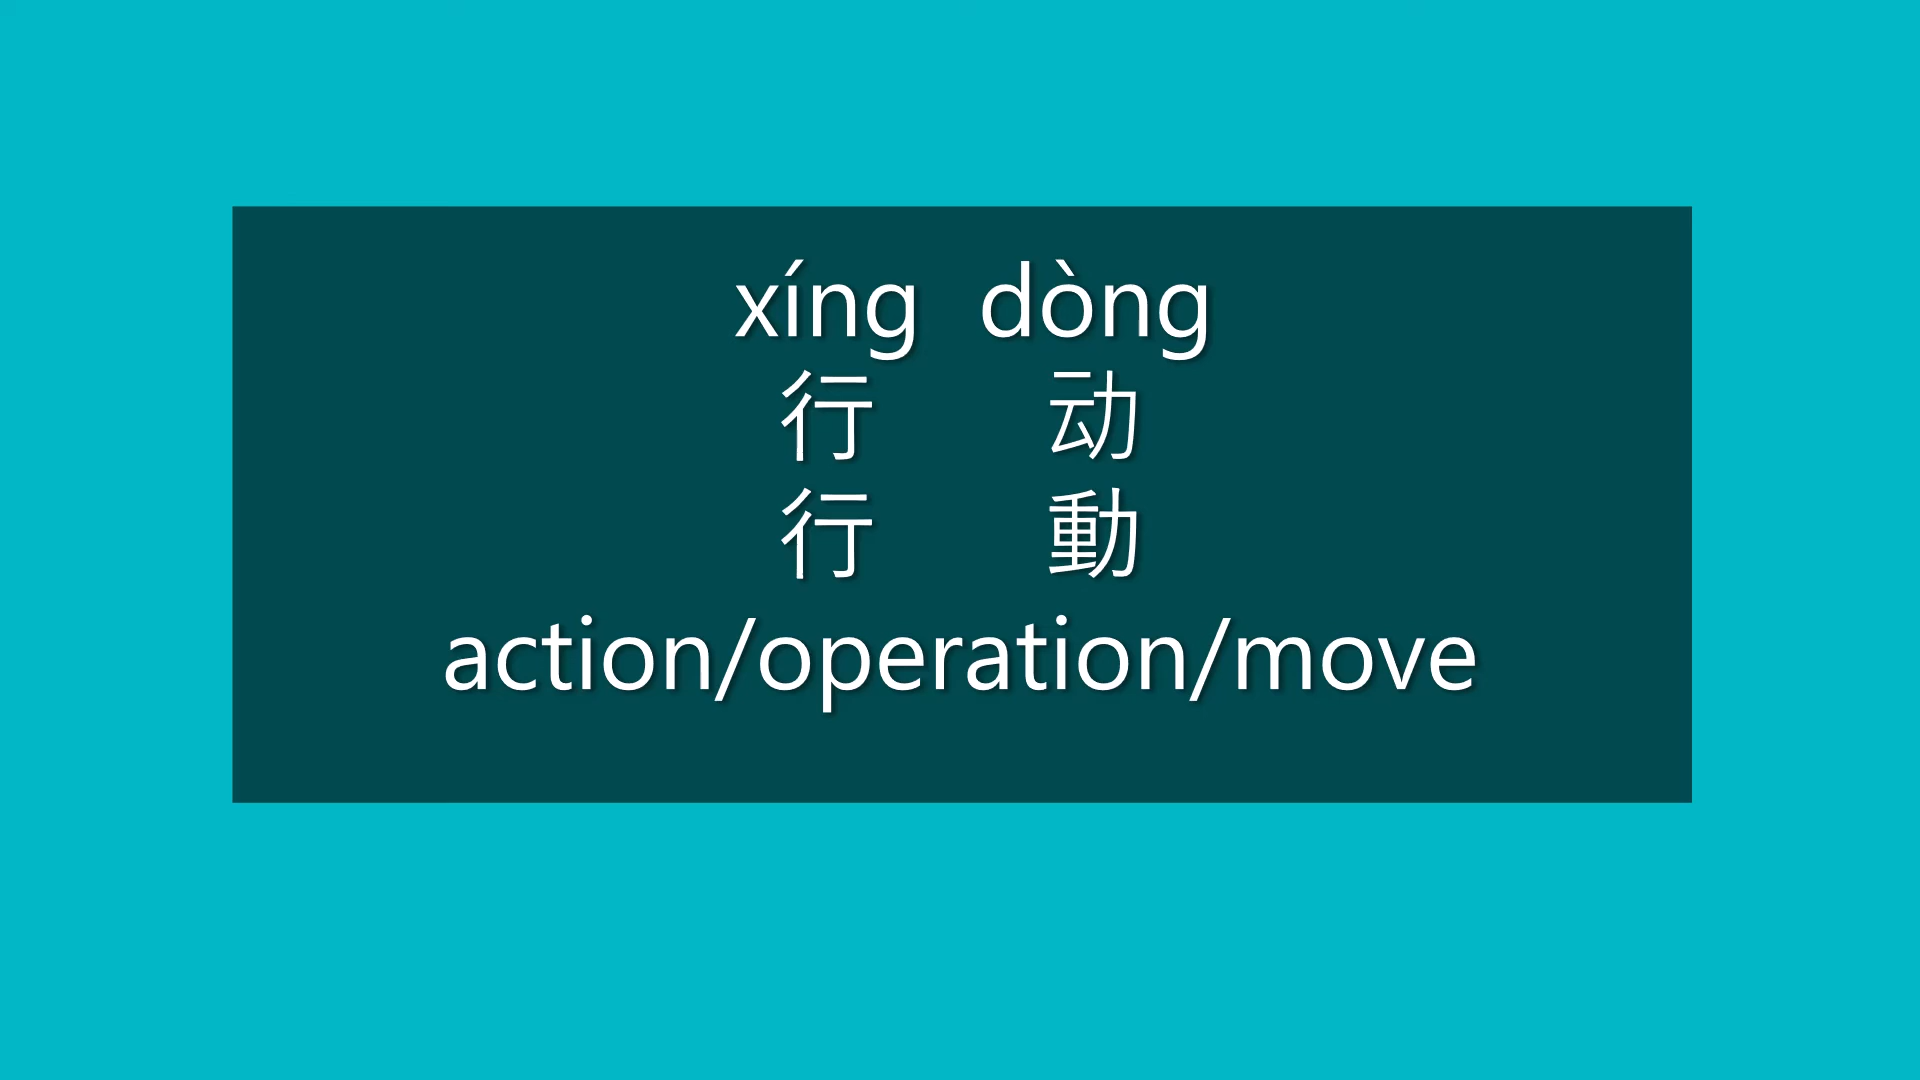 xíng dòng
行 动
行 動
action/operation/move